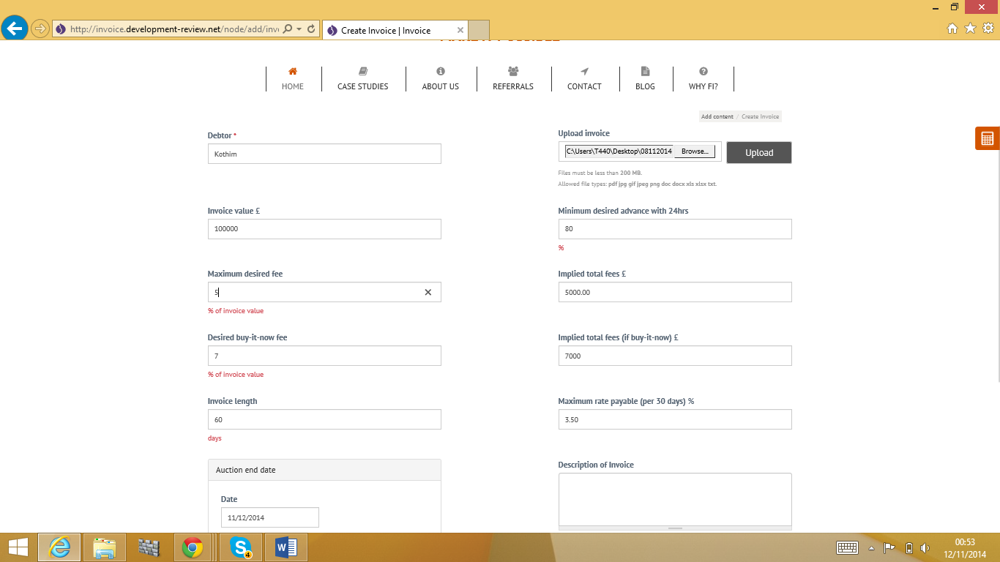 http://invoice.development-review.net/node/add/inv
Create Invoice | Invoice
HOME
CASE STUDIES
ABOUT US
REFERRALS
CONTACT
BLOG
WHY FI?
Add content / Create Invoice
Debtor *
Kothim
Upload invoice
C:\Users\T440\Desktop\08112014
Browse...
Upload
Files must be less than 200 MB.
Allowed file types: pdf jpg gif jpeg png doc docx xls xlsx txt.
Invoice value £
100000
Minimum desired advance with 24hrs
80
%
Maximum desired fee
5
% of invoice value
Implied total fees £
5000.00
Desired buy-it-now fee
7
% of invoice value
Implied total fees (if buy-it-now) £
7000
Invoice length
60
days
Maximum rate payable (per 30 days) %
3.50
Auction end date
Date
11/12/2014
Description of Invoice
4
00:53
12/11/2014